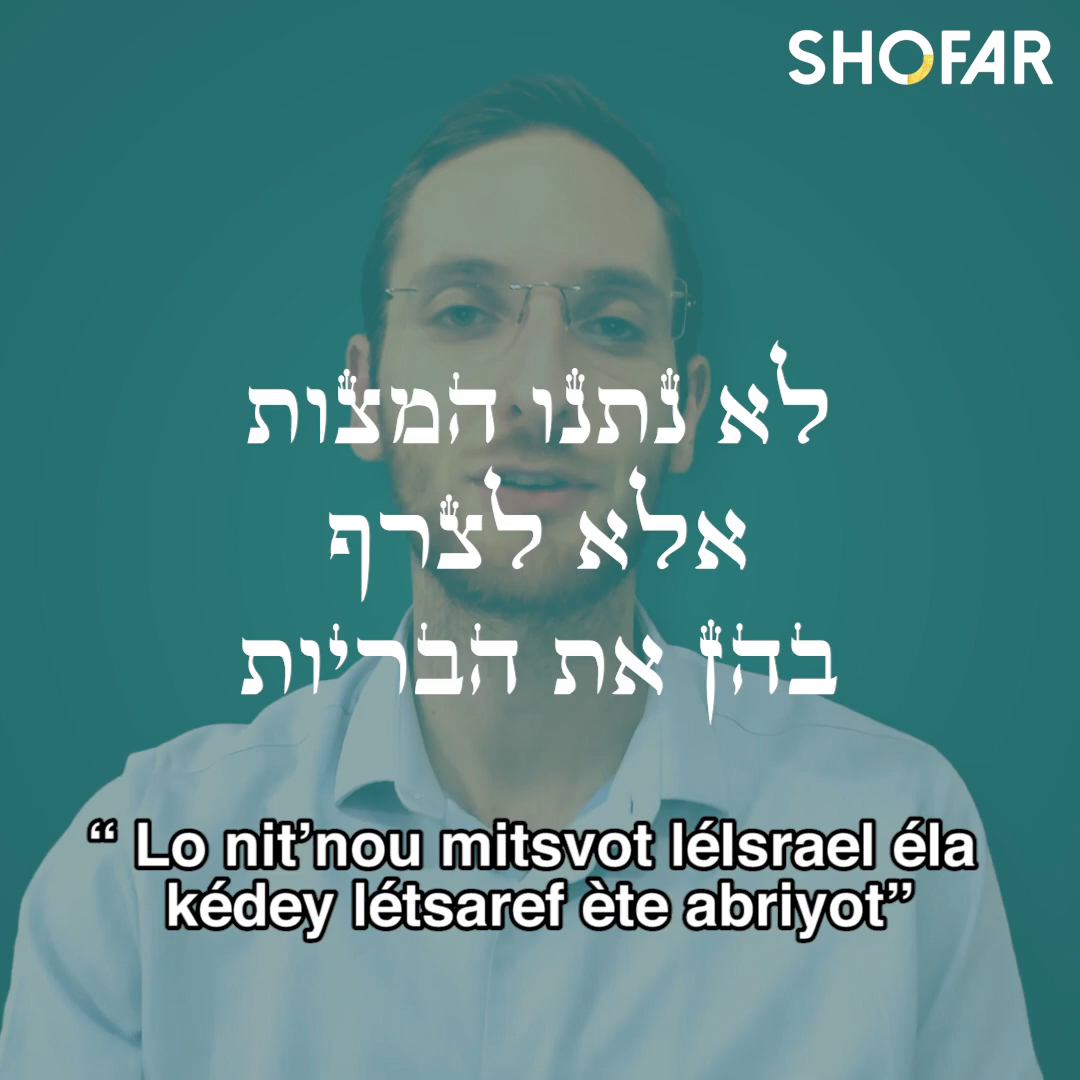 SHOFAR
לא נתנו המצות
אלא לצרף
בהן את הבריות
“ Lo nit’nou mitsvot lélsrael éla
kédey létsaref ète abriyot”